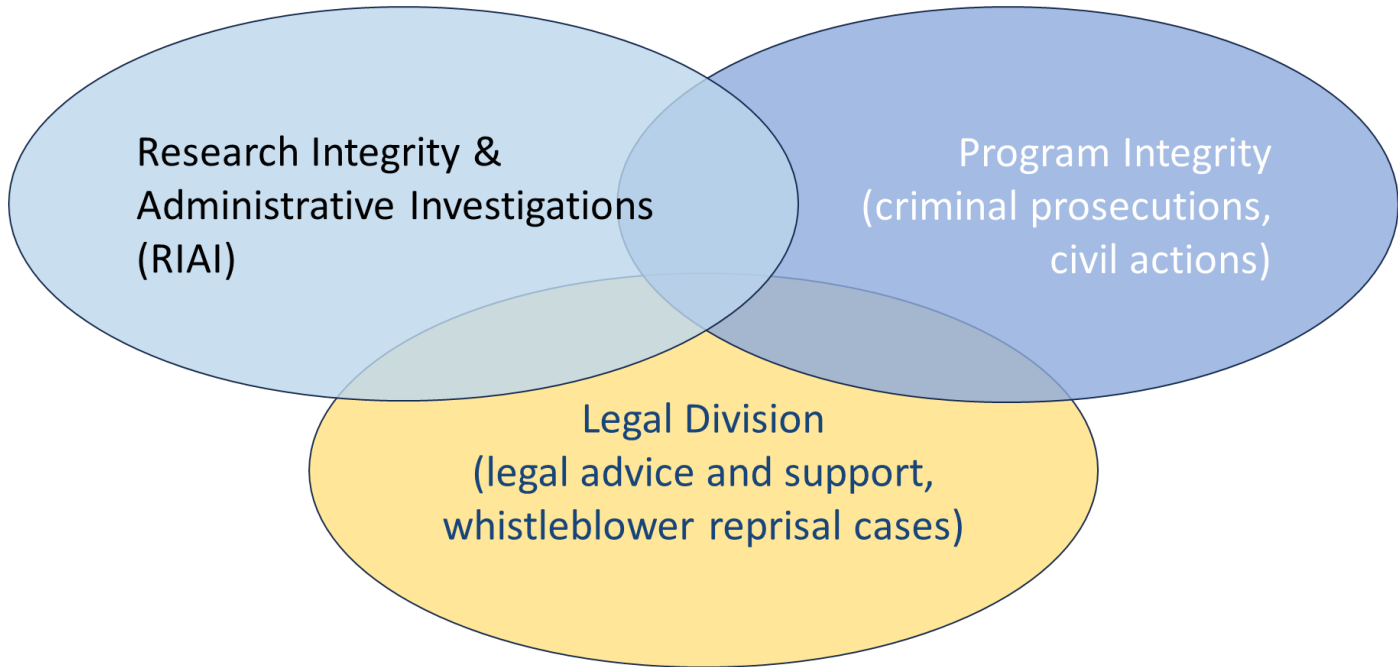 Research Integrity &
Administrative Investigations
(RIAI)
Program Integrity
(criminal prosecutions,
civil actions)
Legal Division
(legal advice and support,
whistleblower reprisal cases)